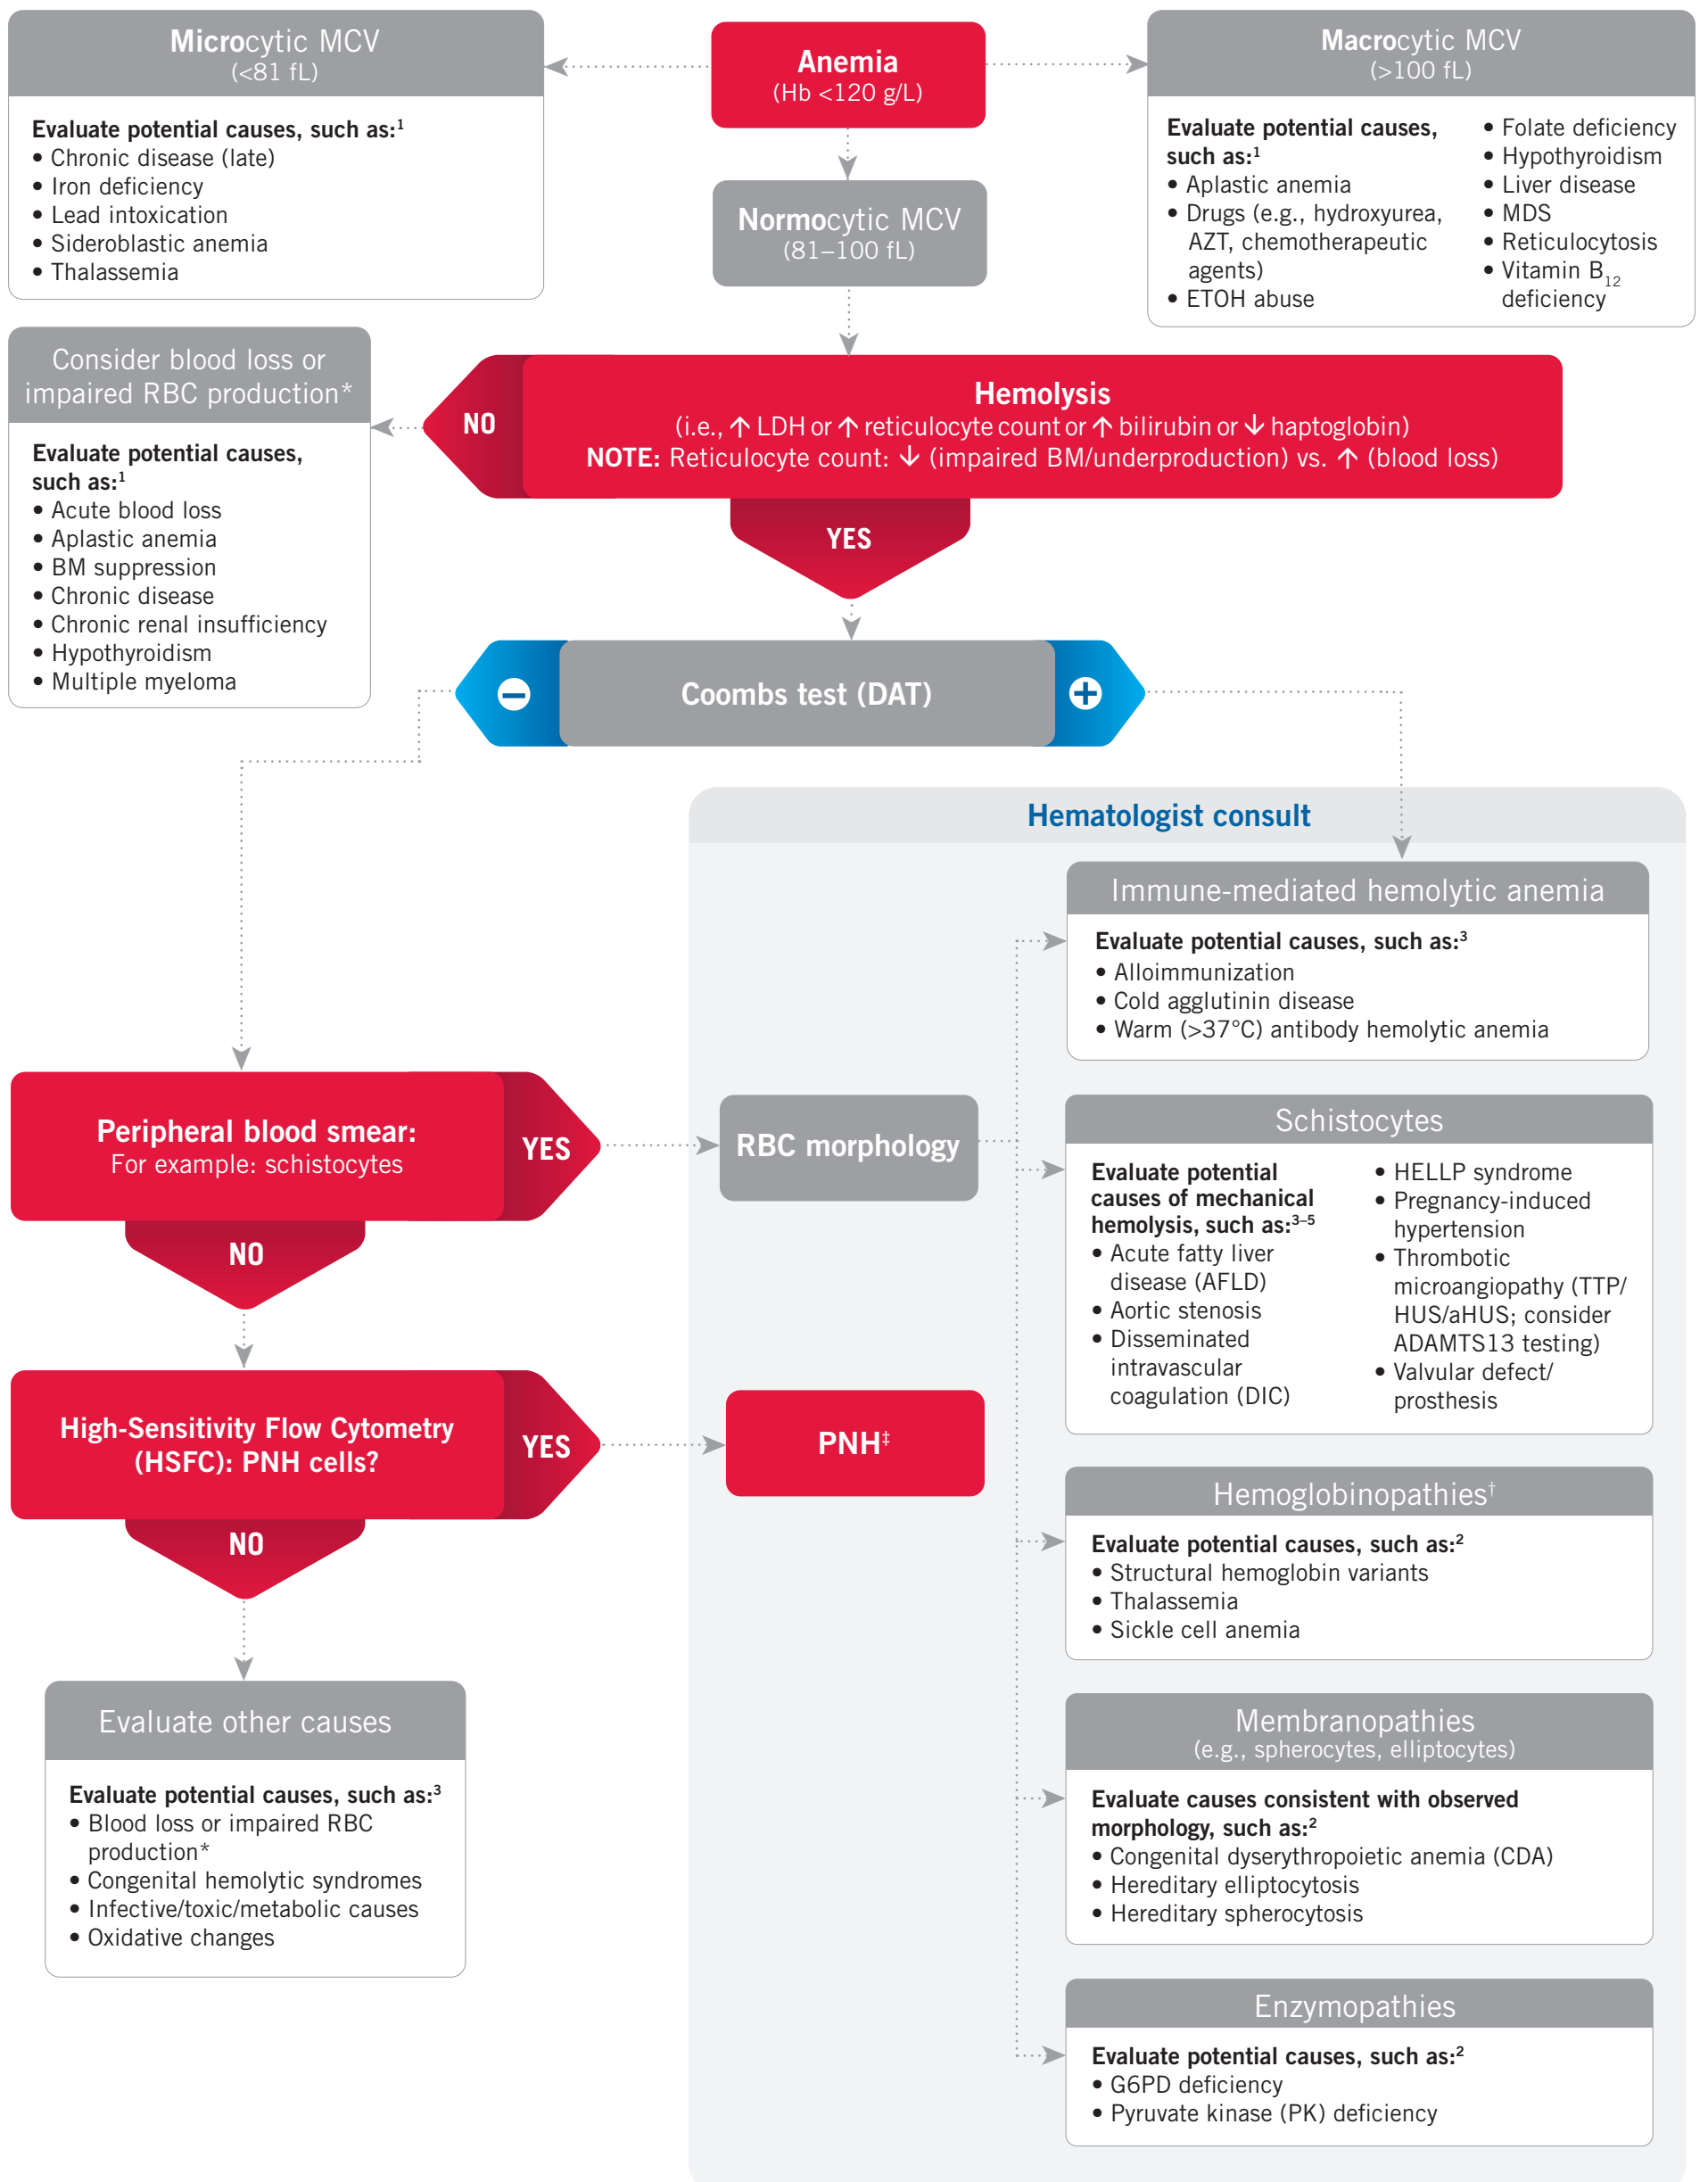 Microcytic MCV
(<81 fL)
Evaluate potential causes, such as:¹
• Chronic disease (late)
• Iron deficiency
• Lead intoxication
• Sideroblastic anemia
• Thalassemia
Anemia
(Hb <120 g/L)
Macrocytic MCV
(>100 fL)
Evaluate potential causes,
such as:¹
• Aplastic anemia
• Drugs (e.g., hydroxyurea,
AZT, chemotherapeutic
agents)
• ETOH abuse
• Folate deficiency
• Hypothyroidism
• Liver disease
• MDS
• Reticulocytosis
• Vitamin B₁₂
deficiency
Normocytic MCV
(81–100 fL)
Consider blood loss or
impaired RBC production*
Evaluate potential causes,
such as:¹
• Acute blood loss
• Aplastic anemia
• BM suppression
• Chronic disease
• Chronic renal insufficiency
• Hypothyroidism
• Multiple myeloma
NO
Hemolysis
(i.e., ↑ LDH or ↑ reticulocyte count or ↑ bilirubin or ↓ haptoglobin)
NOTE: Reticulocyte count: ↓ (impaired BM/underproduction) vs. ↑ (blood loss)
YES
−
Coombs test (DAT)
+
Hematologist consult
Immune-mediated hemolytic anemia
Evaluate potential causes, such as:³
• Alloimmunization
• Cold agglutinin disease
• Warm (>37°C) antibody hemolytic anemia
Peripheral blood smear:
For example: schistocytes
YES
NO
RBC morphology
Schistocytes
Evaluate potential
causes of mechanical
hemolysis, such as:³⁻⁵
• Acute fatty liver
disease (AFLD)
• Aortic stenosis
• Disseminated
intravascular
coagulation (DIC)
• HELLP syndrome
• Pregnancy-induced
hypertension
• Thrombotic
microangiopathy (TTP/
HUS/aHUS; consider
ADAMTS13 testing)
• Valvular defect/
prosthesis
High-Sensitivity Flow Cytometry
(HSFC): PNH cells?
YES
NO
PNH‡
Hemoglobinopathies†
Evaluate potential causes, such as:²
• Structural hemoglobin variants
• Thalassemia
• Sickle cell anemia
Evaluate other causes
Evaluate potential causes, such as:³
• Blood loss or impaired RBC
production*
• Congenital hemolytic syndromes
• Infective/toxic/metabolic causes
• Oxidative changes
Membranopathies
(e.g., spherocytes, elliptocytes)
Evaluate causes consistent with observed
morphology, such as:²
• Congenital dyserythropoietic anemia (CDA)
• Hereditary elliptocytosis
• Hereditary spherocytosis
Enzymopathies
Evaluate potential causes, such as:²
• G6PD deficiency
• Pyruvate kinase (PK) deficiency